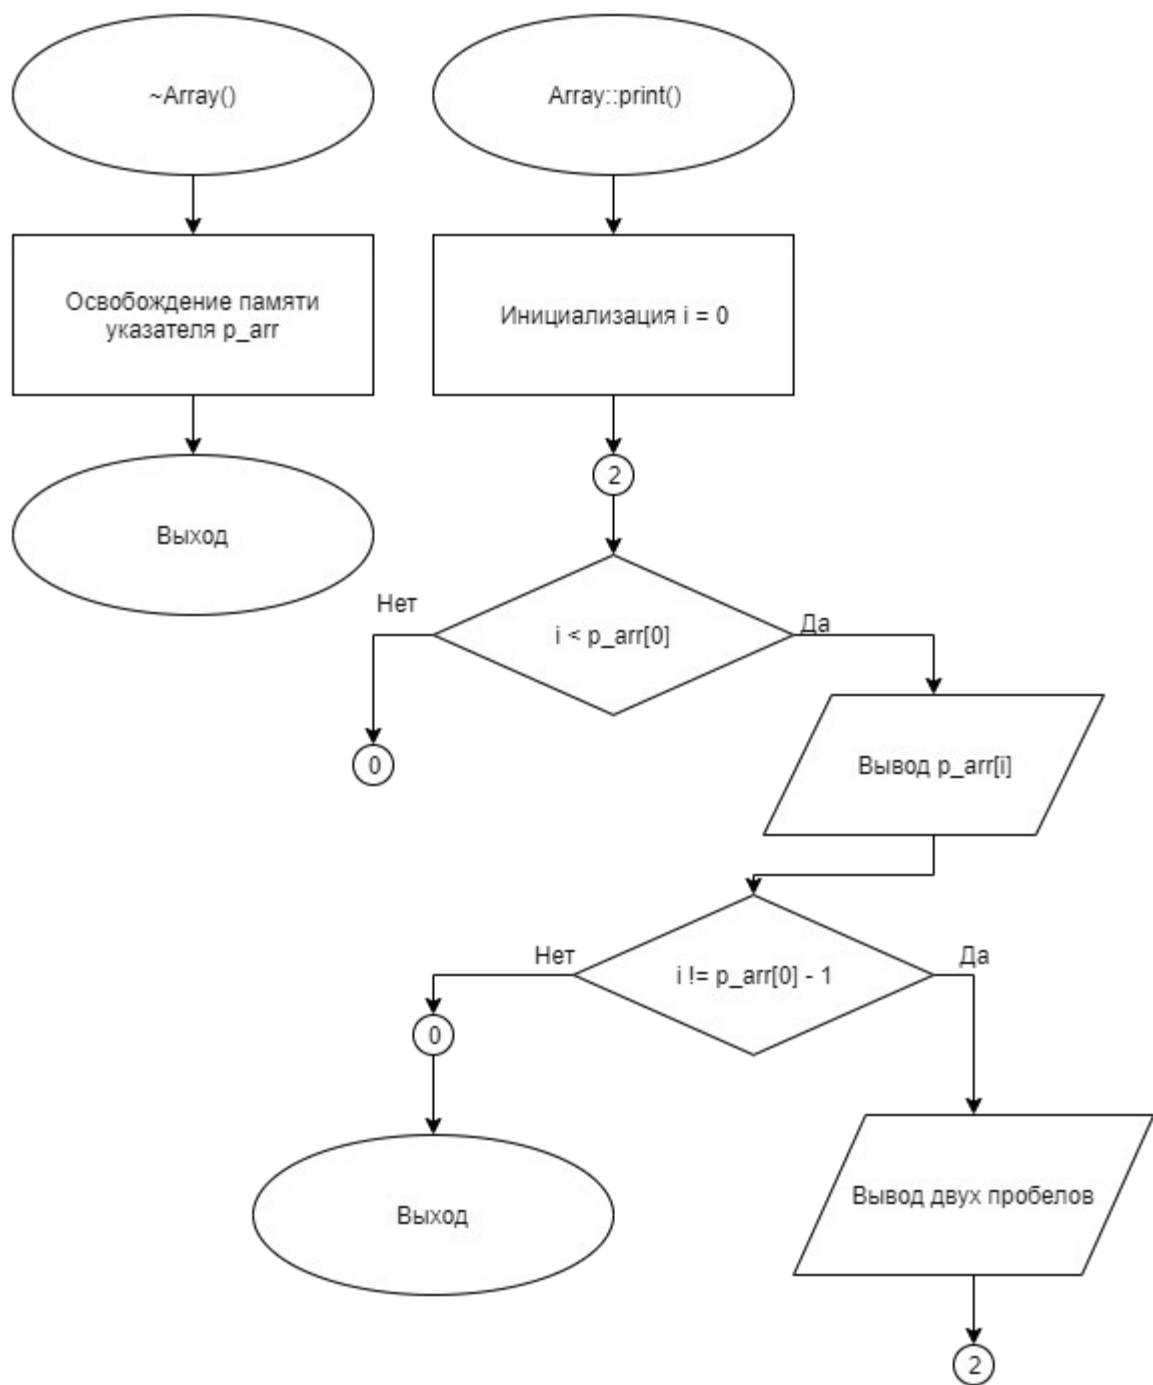 ~Array()
Array::print()
Освобождение памяти
указателя p_arr
Инициализация i = 0
2
Выход
Нет
i < p_arr[0]
Да
0
Вывод p_arr[i]
Нет
i != p_arr[0] - 1
Да
0
Выход
Вывод двух пробелов
2